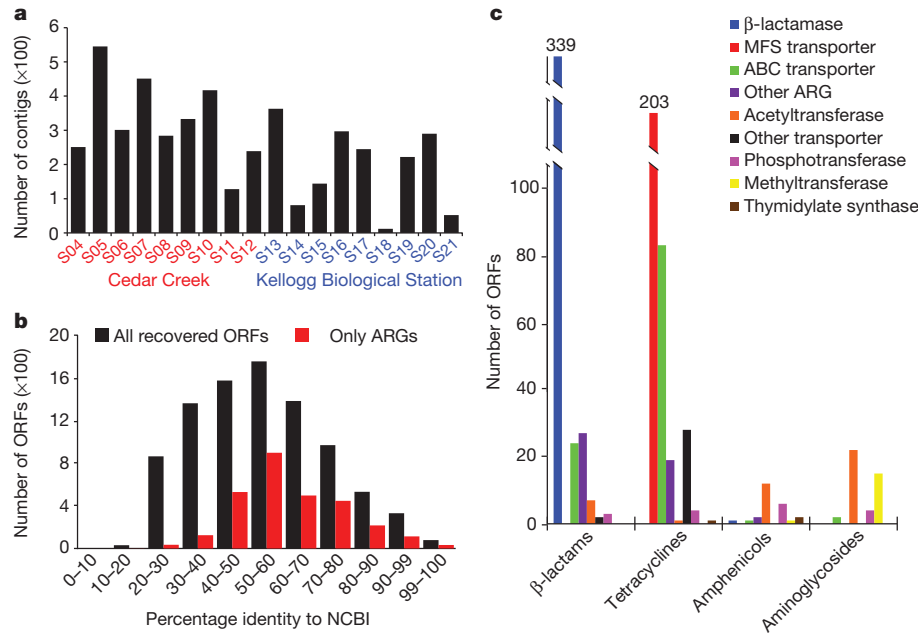 a
Number of contigs (×100)
6
5
4
3
2
1
0
S04
S05
S06
S07
S08
S09
S10
S11
S12
S13
S14
S15
S16
S17
S18
S19
S20
S21
Cedar Creek
Kellogg Biological Station
b
All recovered ORFs
Only ARGs
Number of ORFs (×100)
20
16
12
8
4
0
0–10
10–20
20–30
30–40
40–50
50–60
60–70
70–80
80–90
90–99
99–100
Percentage identity to NCBI
c
339
203
β-lactamase
MFS transporter
ABC transporter
Other ARG
Acetyltransferase
Other transporter
Phosphotransferase
Methyltransferase
Thymidylate synthase
Number of ORFs
100
80
60
40
20
0
β-lactams
Tetracyclines
Amphenicols
Aminoglycosides